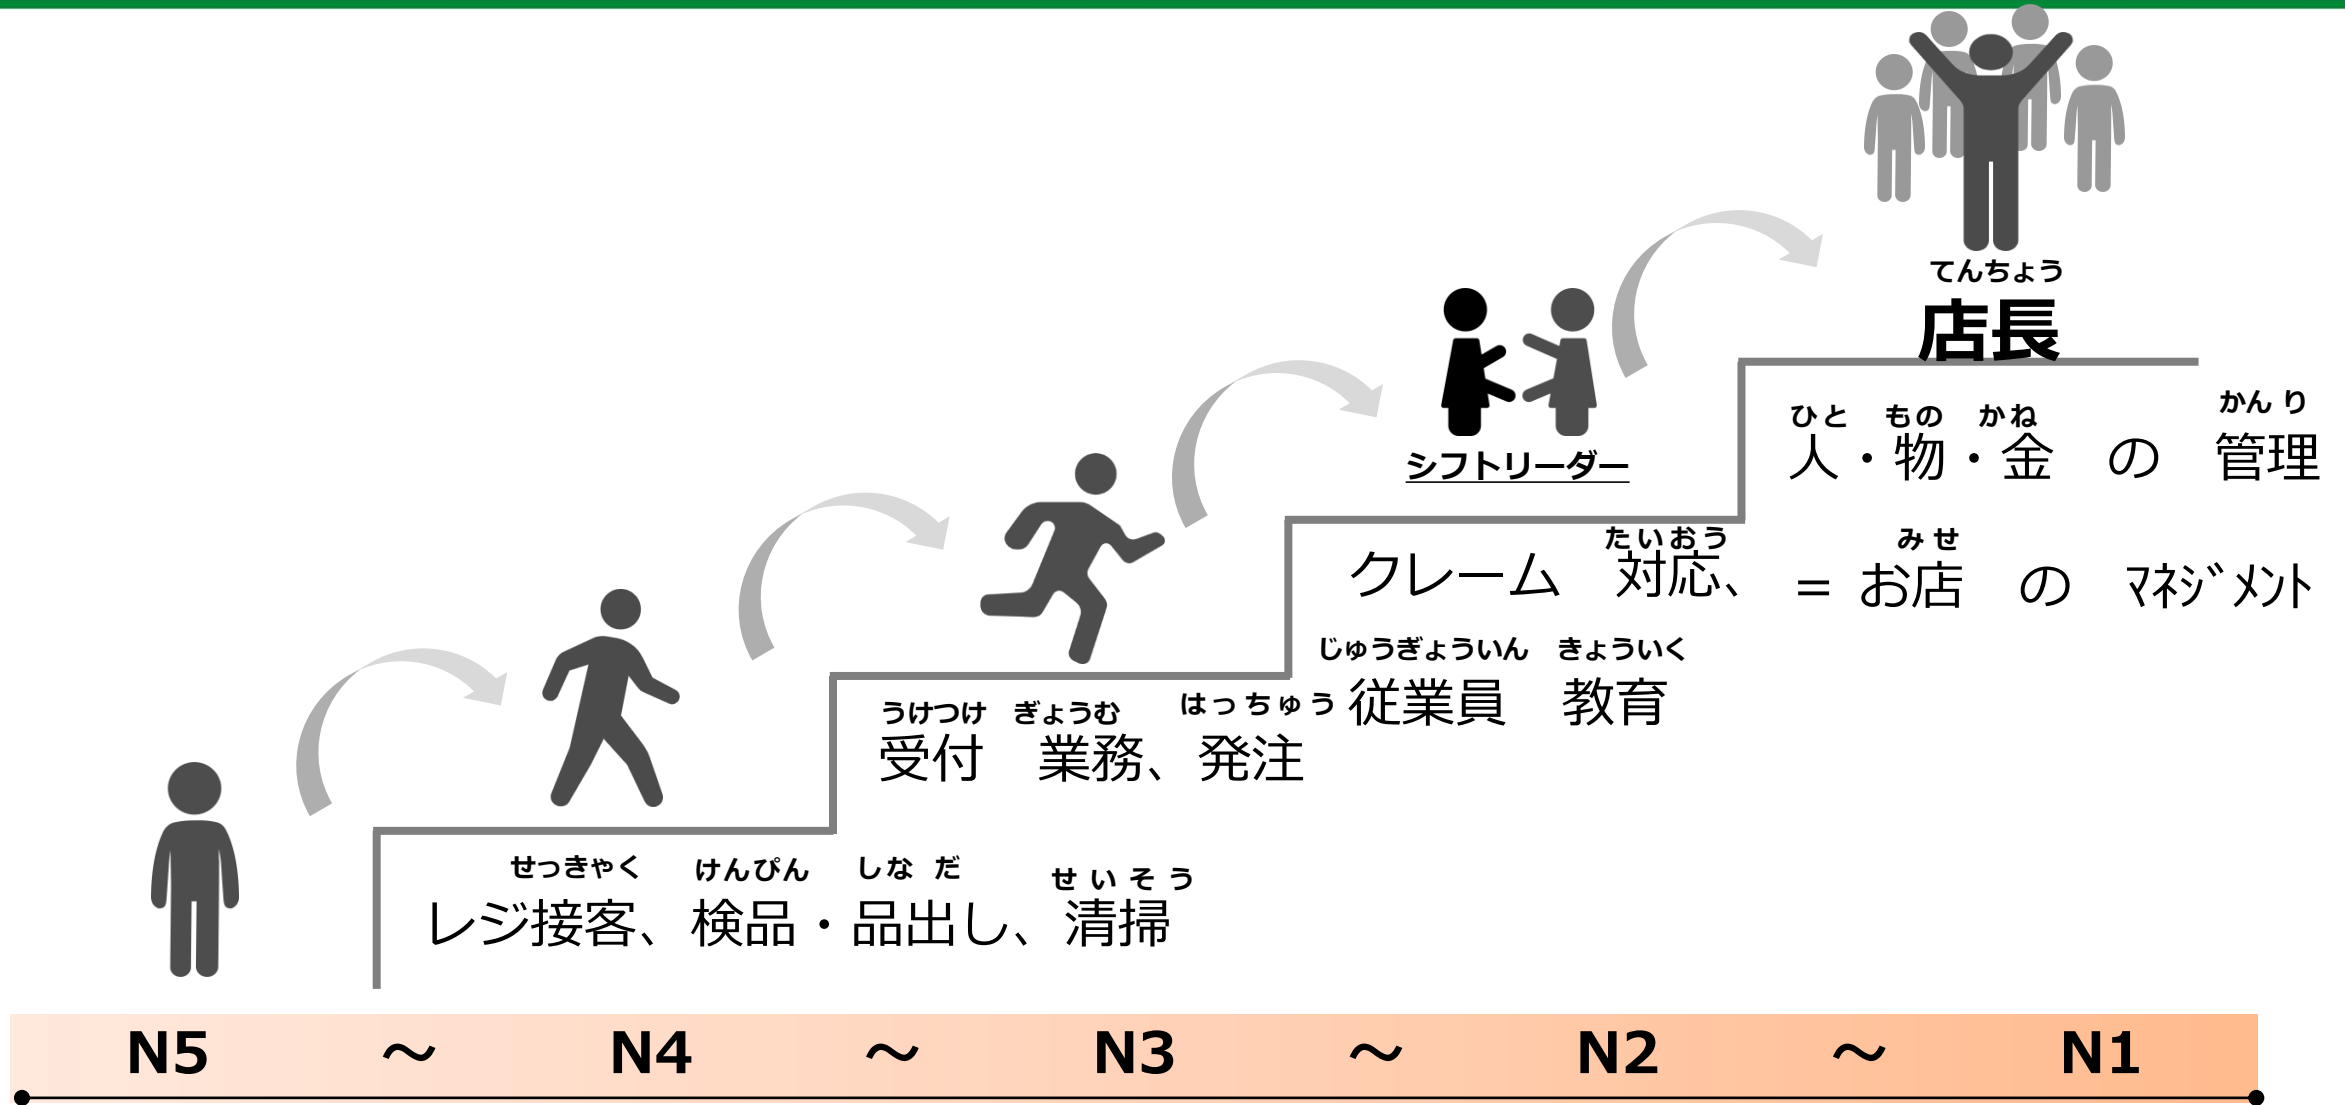 てんちょう
店長
ひと もの かね かんり
人・物・金 の 管理
シフトリーダー
たいおう
クレーム 対応、
みせ
＝お店 の ﾏﾈｼﾞﾒﾝﾄ
じゅうぎょういん きょういく
従業員 教育
うけつけ ぎょうむ はっちゅう
受付 業務、発注
せっきゃく けんぴん しな だ せいそう
レジ接客、検品・品出し、清掃
N5 ～ N4 ～ N3 ～ N2 ～ N1